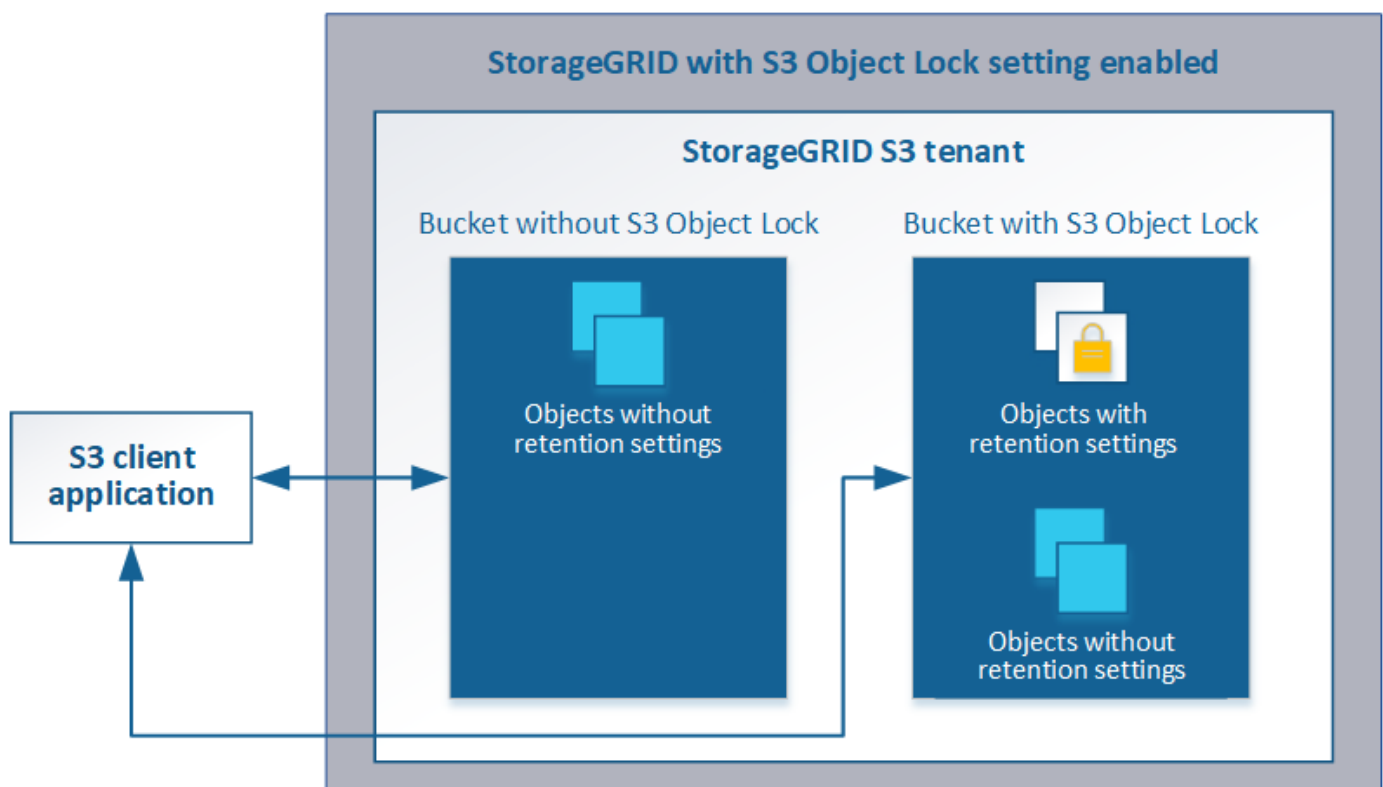 StorageGRID with S3 Object Lock setting enabled
StorageGRID S3 tenant
Bucket without S3 Object Lock
Bucket with S3 Object Lock
Objects without
retention settings
Objects with
retention settings
S3 client
application
Objects without
retention settings